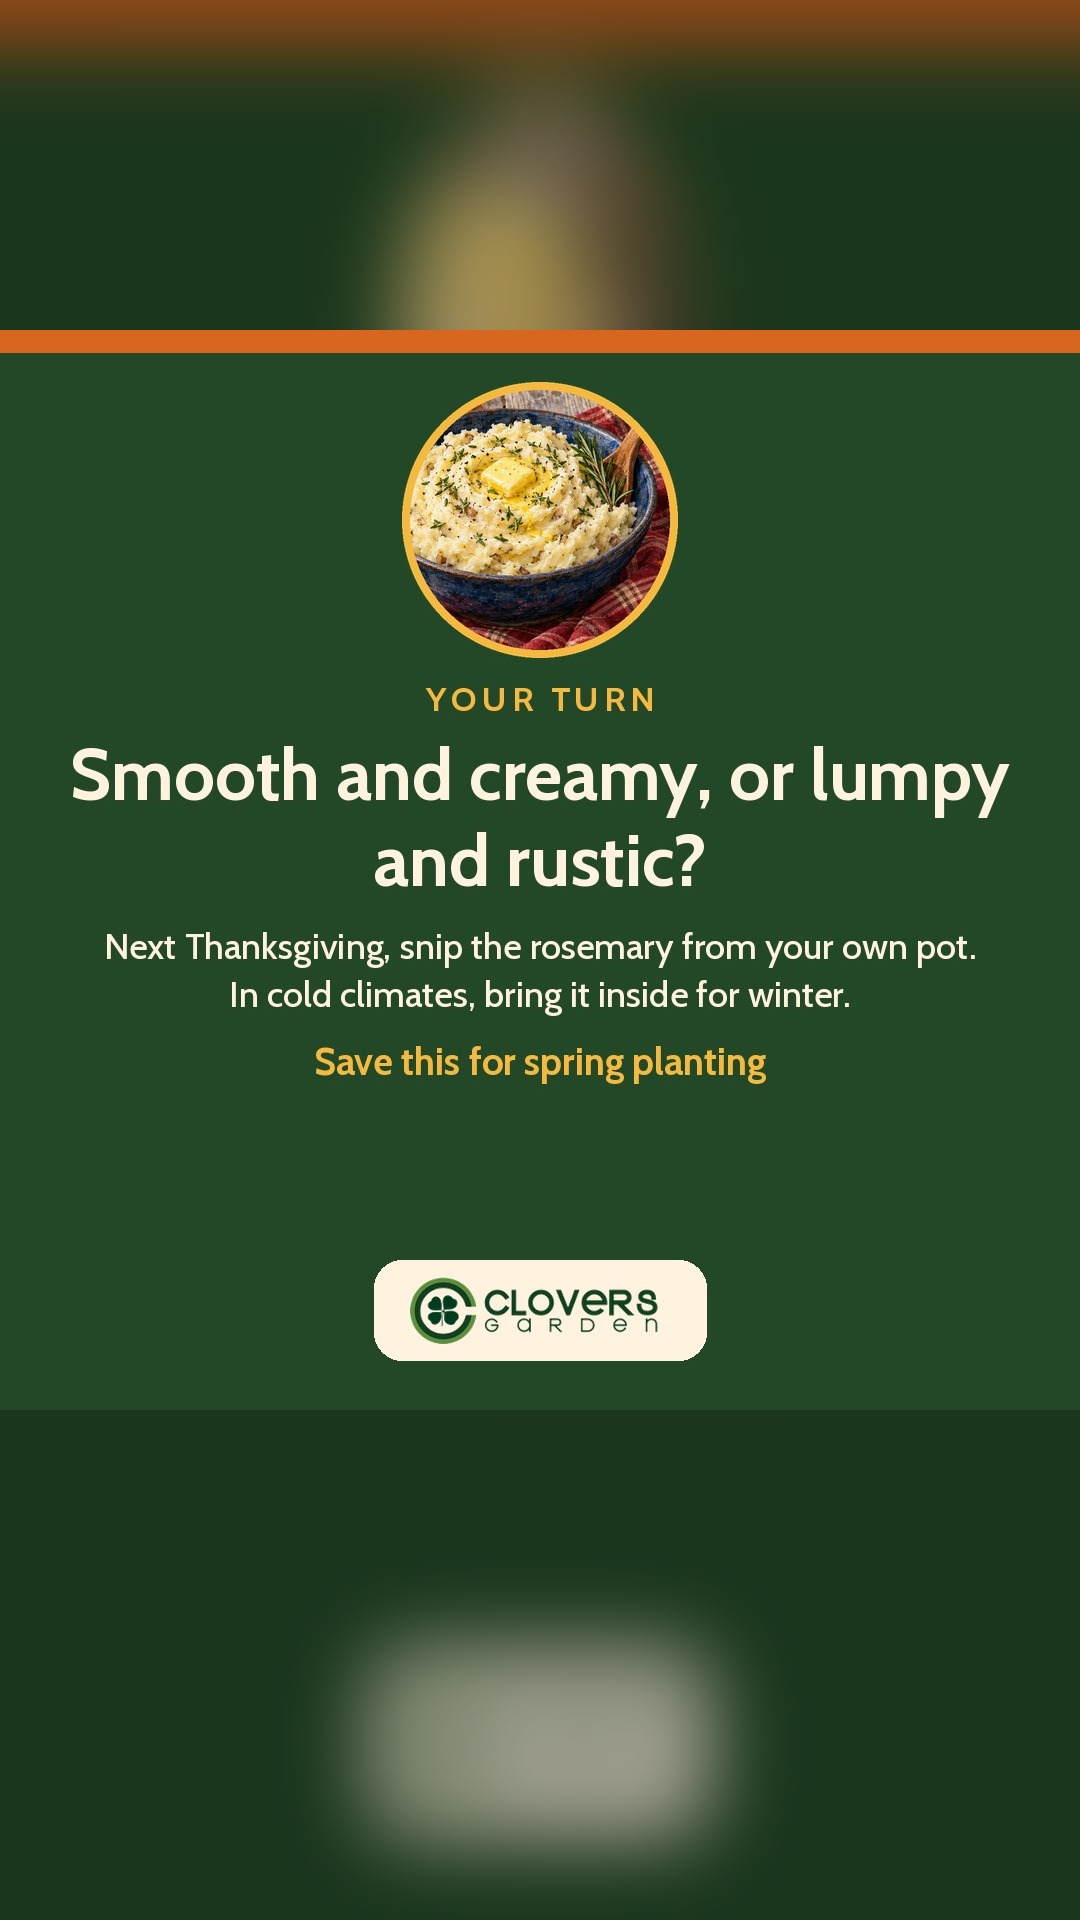 YOUR TURN
Smooth and creamy, or lumpy
and rustic?
Next Thanksgiving, snip the rosemary from your own pot.
In cold climates, bring it inside for winter.
Save this for spring planting
CLOVERS
GARDEN